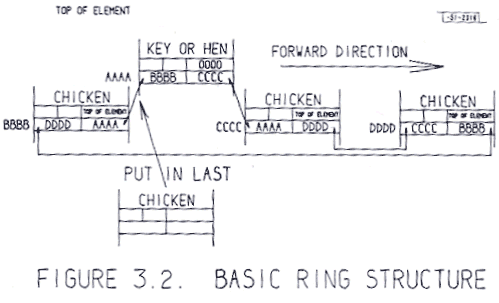 TOP OF ELEMENT
-51-2316
KEY OR HEN
0000
FORWARD DIRECTION
AAAA
BBBB CCCC
CHICKEN
TOP OF ELEMENT
BBBB DDDD AAAA
CHICKEN
TOP OF ELEMENT
CCCC AAAA DDDD
CHICKEN
TOP OF ELEMENT
DDDD CCCC BBBB
PUT IN LAST
CHICKEN
FIGURE 3.2. BASIC RING STRUCTURE